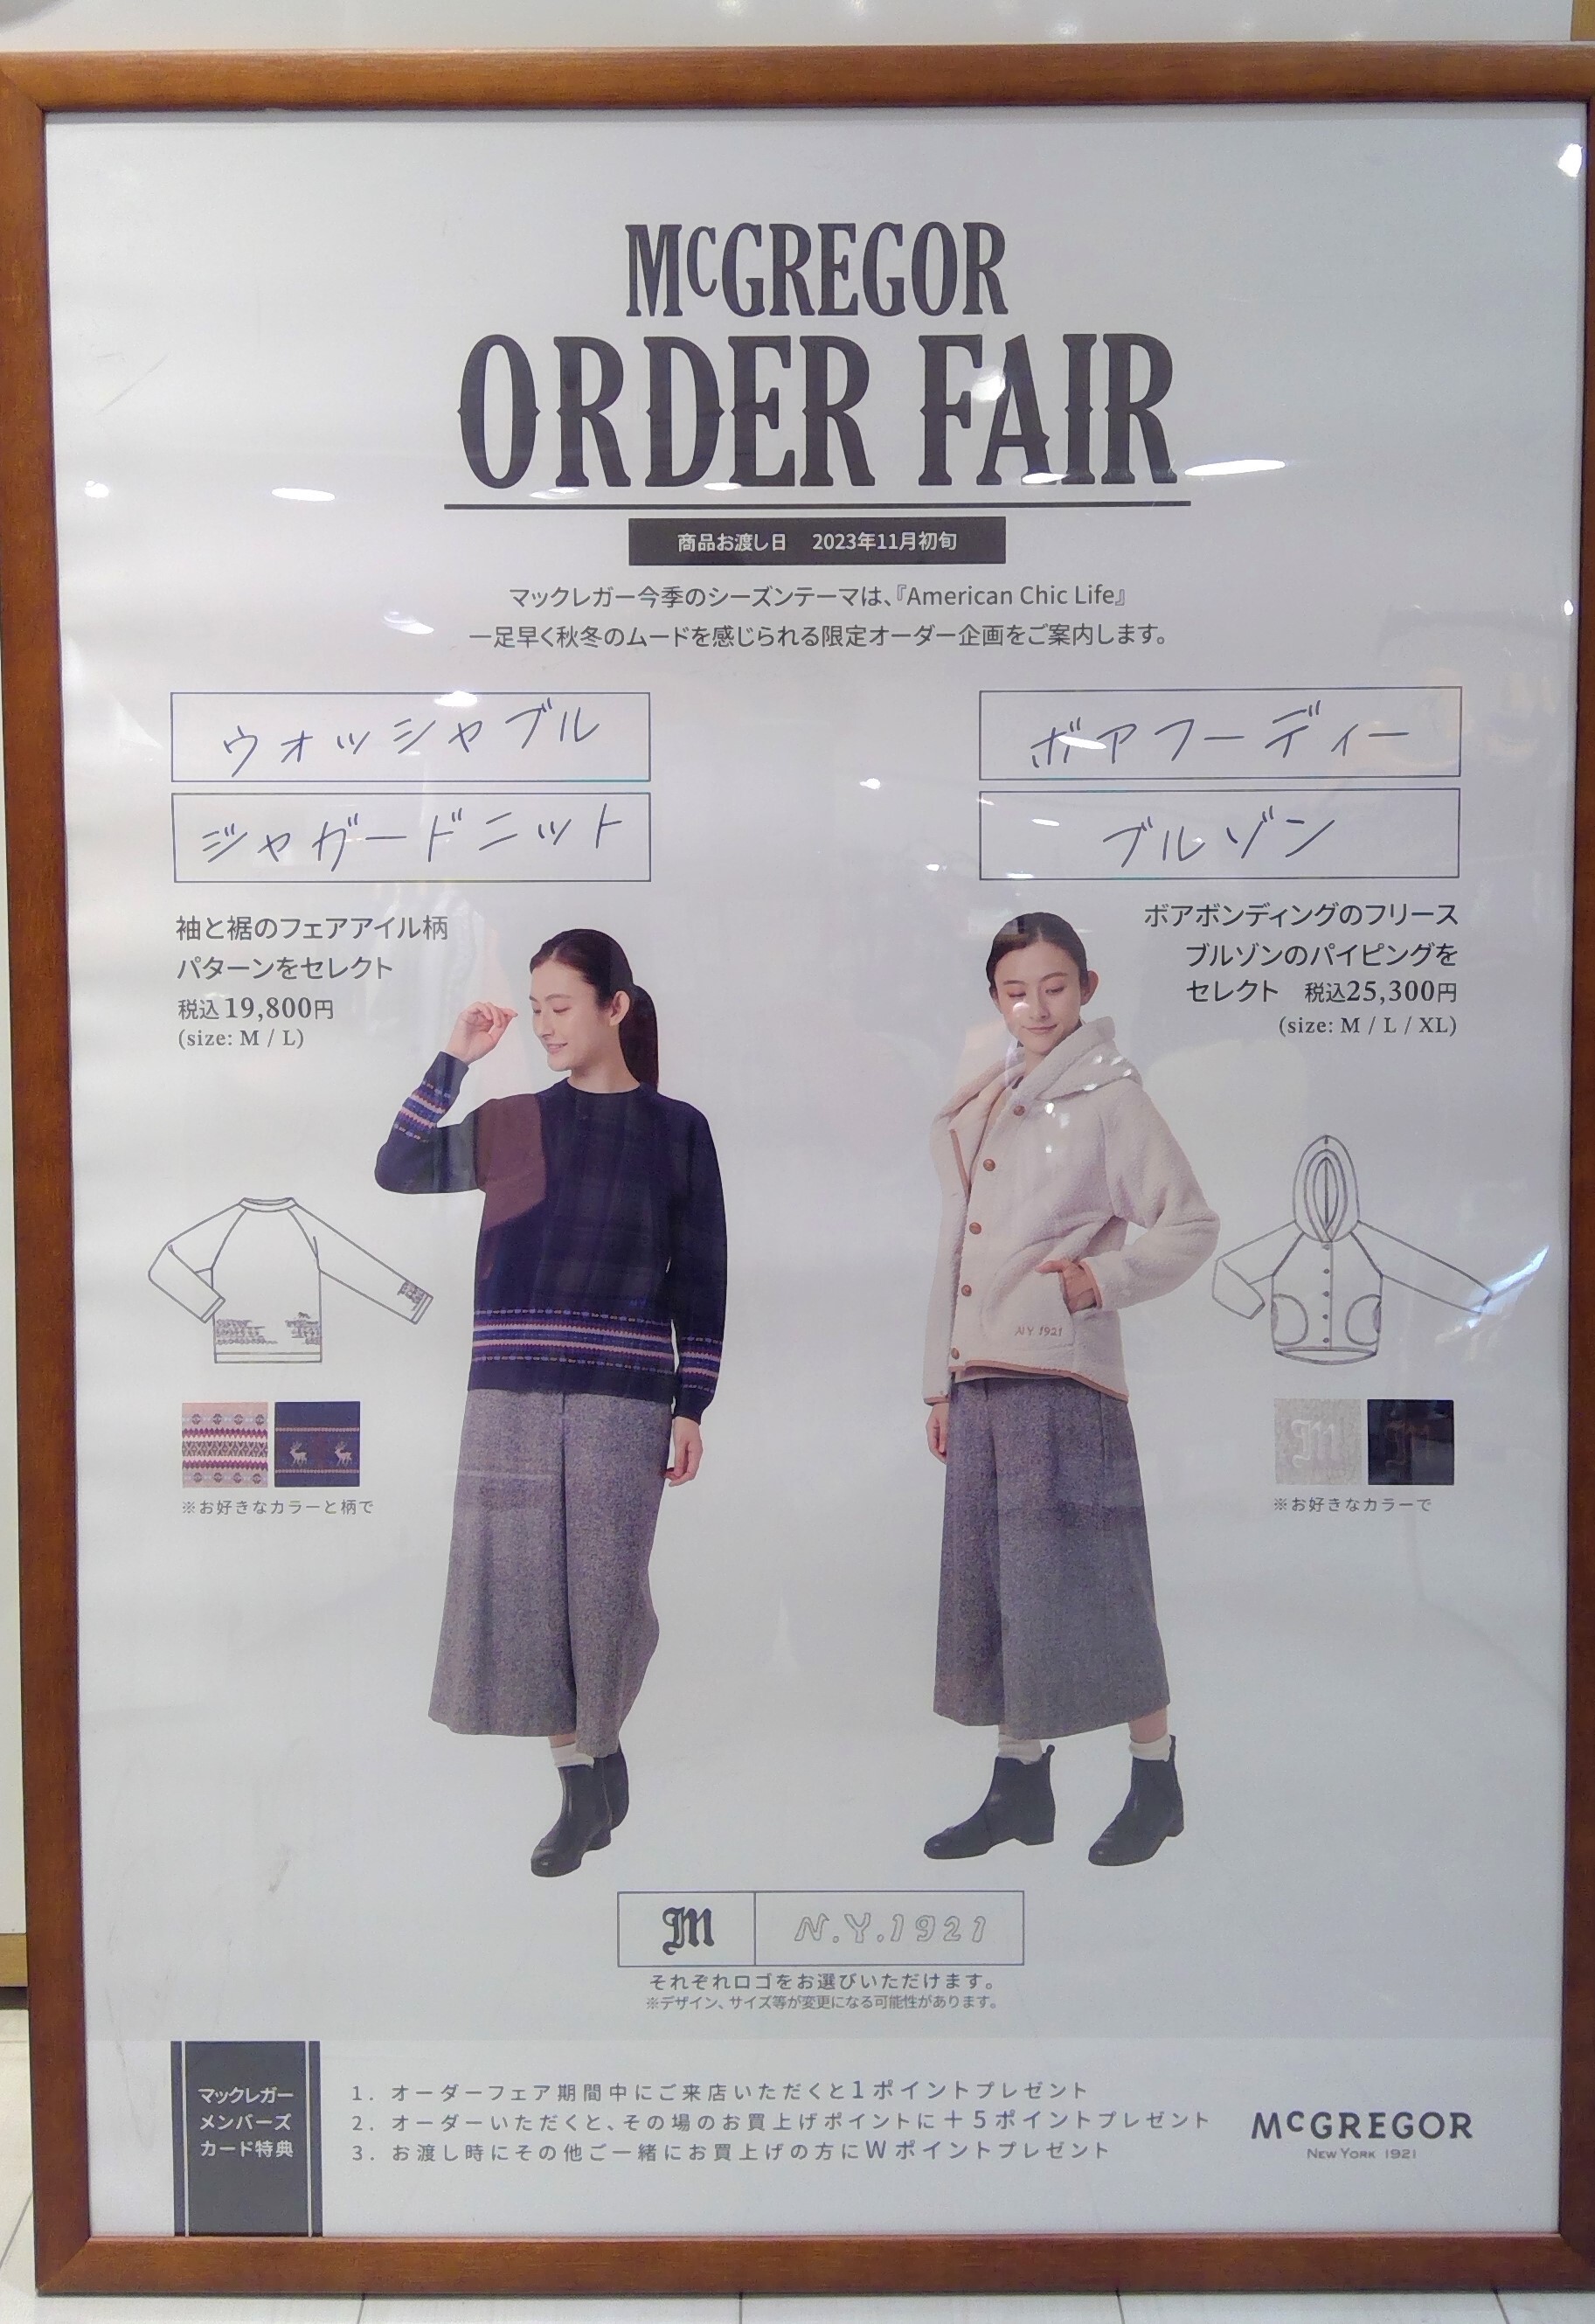 McGREGOR
ORDER FAIR
商品お渡し日　2023年11月初旬
マックレガー今季のシーズンテーマは、『American Chic Life』
一足早く秋冬のムードを感じられる限定オーダー企画をご案内します。
ウォッシャブル
ジャガードニット
袖と裾のフェアアイル柄
パターンをセレクト
税込19,800円
(size: M / L)
※お好きなカラーと柄で
ボアフーディー
ブルゾン
ボアボンディングのフリース
ブルゾンのパイピングを
セレクト　税込25,300円
(size: M / L / XL)
NY 1921
M
M
※お好きなカラーで
M
N.Y.1921
それぞれロゴをお選びいただけます。
※デザイン、サイズ等が変更になる可能性があります。
マックレガー
メンバーズ
カード特典
1. オーダーフェア期間中にご来店いただくと1ポイントプレゼント
2. オーダーいただくと、その場のお買上げポイントに＋5ポイントプレゼント
3. お渡し時にその他ご一緒にお買上げの方にWポイントプレゼント
McGREGOR
NEW YORK 1921